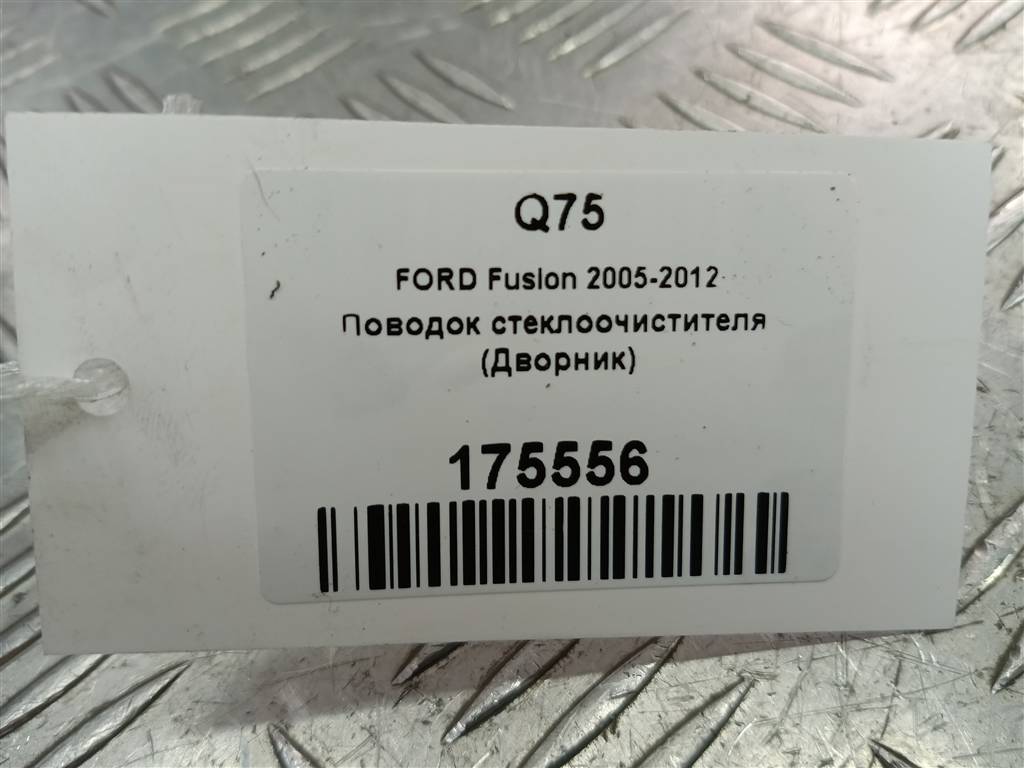 Q75
FORD Fusion 2005-2012
Поводок стеклоочистителя
(Дворник)
175556